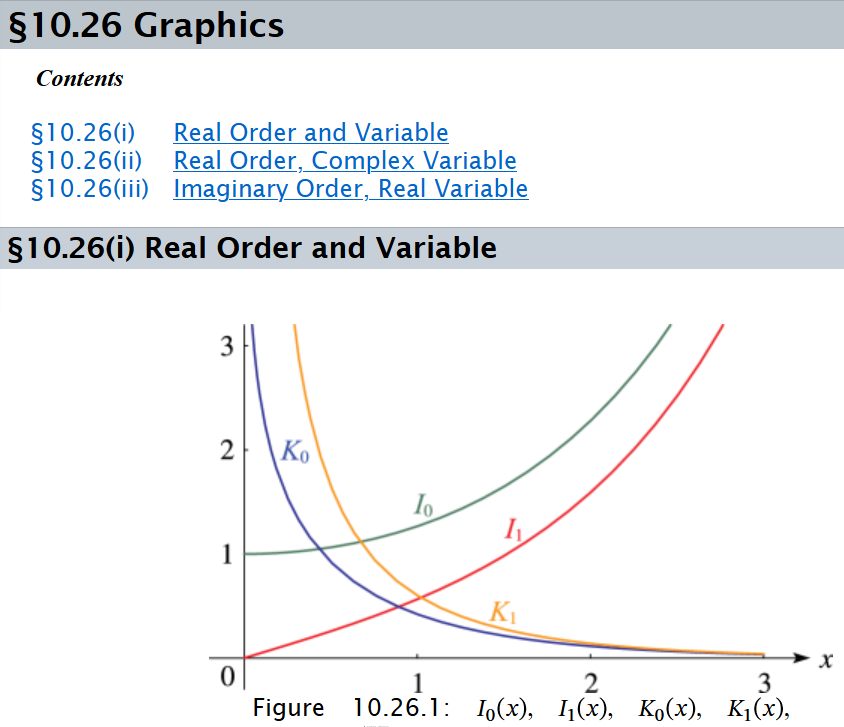 §10.26 Graphics
Contents
§10.26(i) Real Order and Variable
§10.26(ii) Real Order, Complex Variable
§10.26(iii) Imaginary Order, Real Variable
§10.26(i) Real Order and Variable
3
2
K₀
I₀
I₁
1
K₁
x
0
1 2 3
Figure 10.26.1: I₀(x), I₁(x), K₀(x), K₁(x),